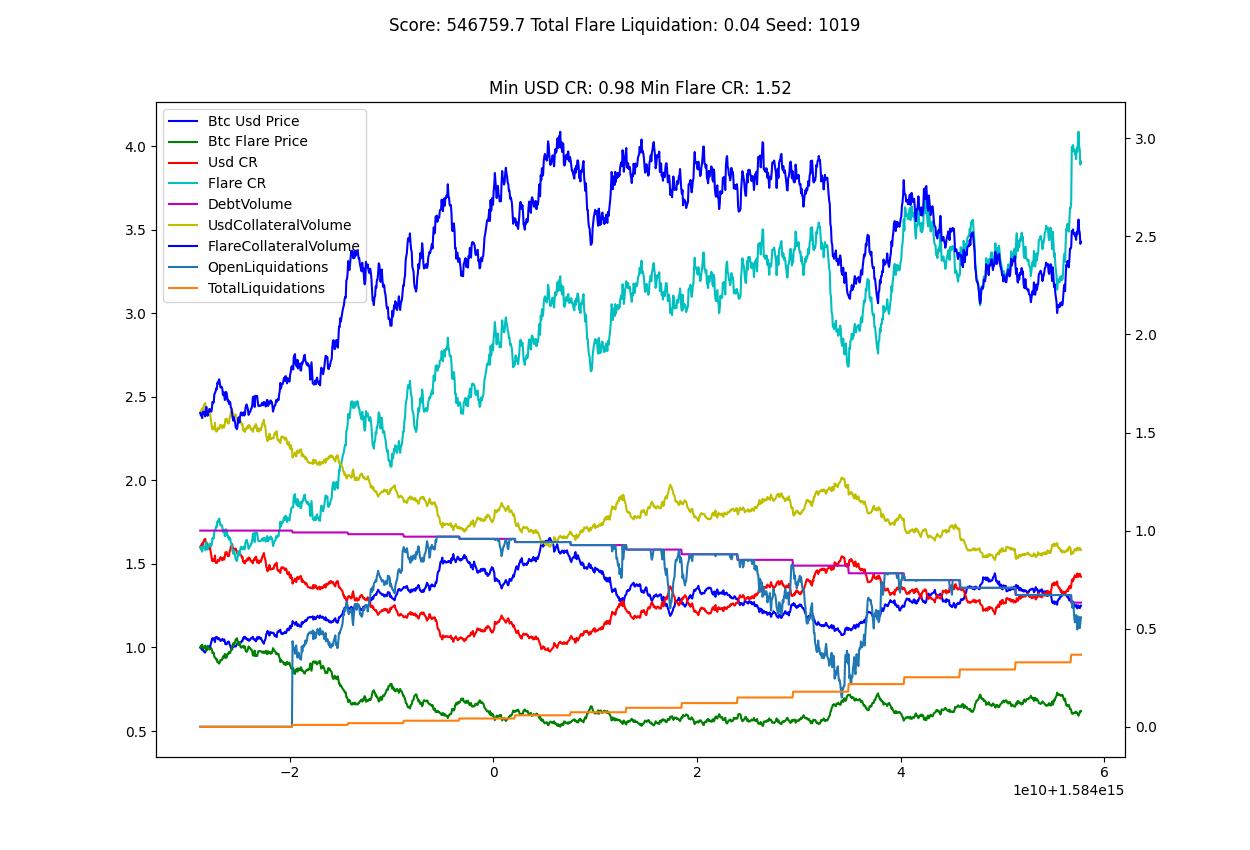 Score: 546759.7 Total Flare Liquidation: 0.04 Seed: 1019
Min USD CR: 0.98 Min Flare CR: 1.52
Btc Usd Price
Btc Flare Price
Usd CR
Flare CR
DebtVolume
UsdCollateralVolume
FlareCollateralVolume
OpenLiquidations
TotalLiquidations
4.0
3.5
3.0
2.5
2.0
1.5
1.0
0.5
3.0
2.5
2.0
1.5
1.0
0.5
0.0
−2 0 2 4 6
1e10+1.584e15